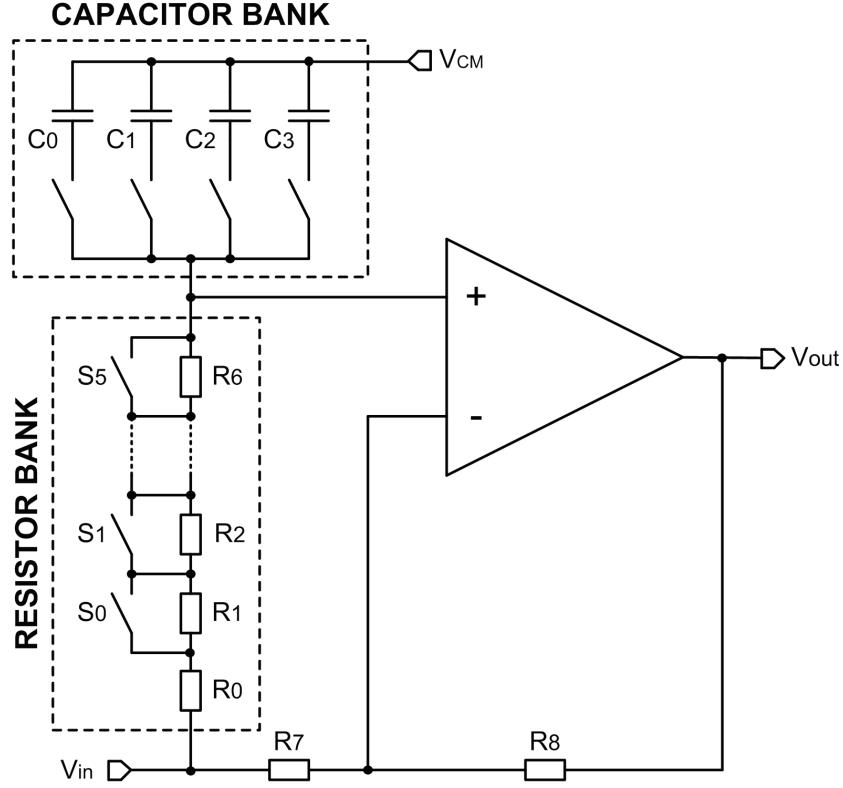 CAPACITOR BANK
VCM
C0 C1 C2 C3
+
S5 R6
Vout
-
RESISTOR BANK
S1 R2
S0 R1
R0
R7 R8
Vin